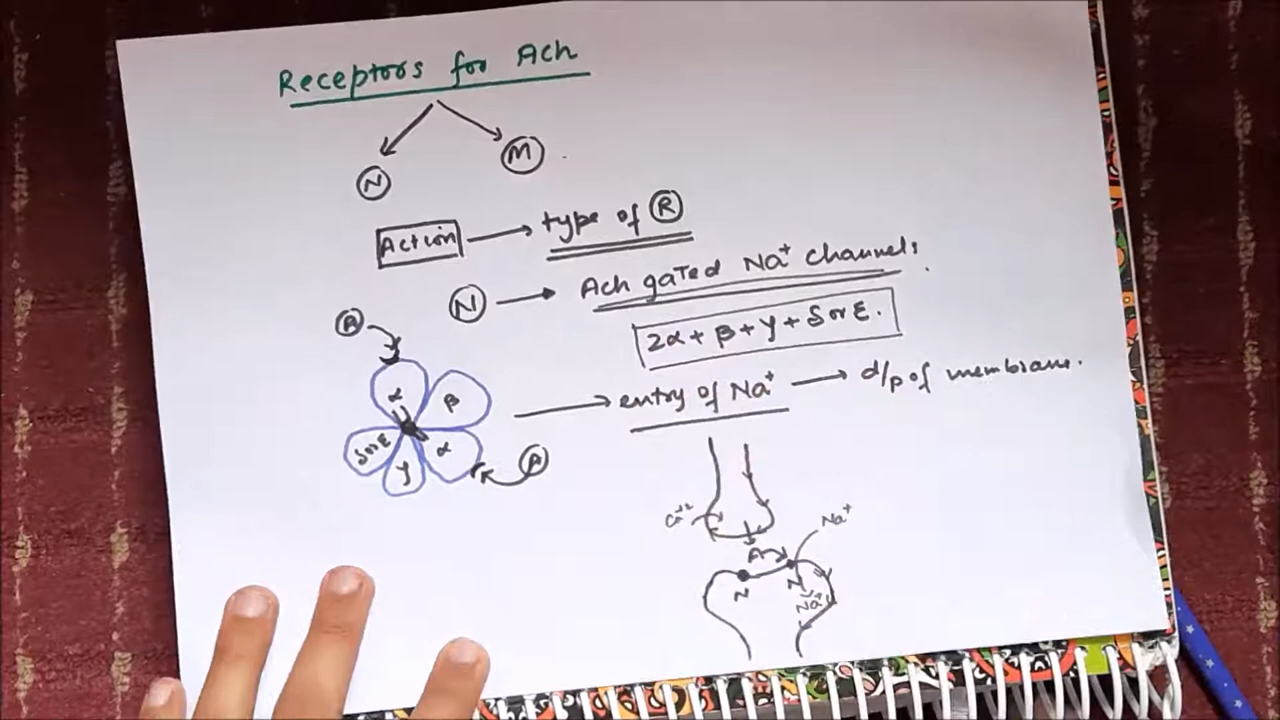 Receptors for Ach
N M
Action → type of R
N → Ach gated Na⁺ channels.
2α + β + γ + δ or ε.
A
α β
δ or ε γ α
A
→ entry of Na⁺ → d/p of membrane.
Ca⁺²
Na⁺
A
N N
Na⁺